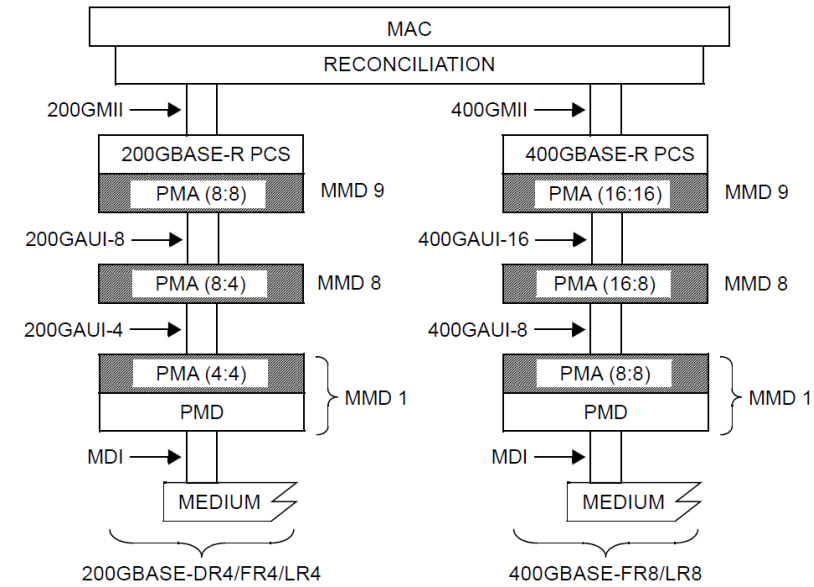 MAC
RECONCILIATION
200GMII
400GMII
200GBASE-R PCS
400GBASE-R PCS
PMA (8:8)
MMD 9
PMA (16:16)
MMD 9
200GAUI-8
400GAUI-16
PMA (8:4)
MMD 8
PMA (16:8)
MMD 8
200GAUI-4
400GAUI-8
PMA (4:4)
PMA (8:8)
MMD 1
MMD 1
PMD
PMD
MDI
MDI
MEDIUM
MEDIUM
200GBASE-DR4/FR4/LR4
400GBASE-FR8/LR8